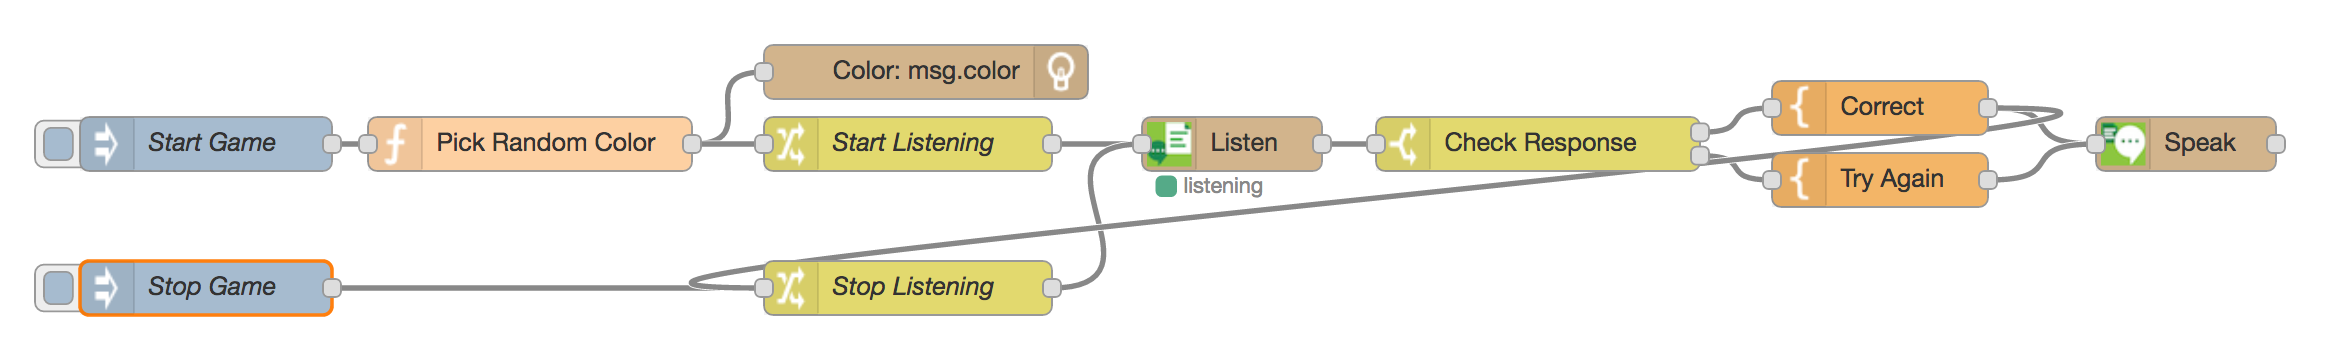 Color: msg.color
Start Game
Pick Random Color
Start Listening
Listen
Check Response
Correct
Speak
listening
Try Again
Stop Game
Stop Listening